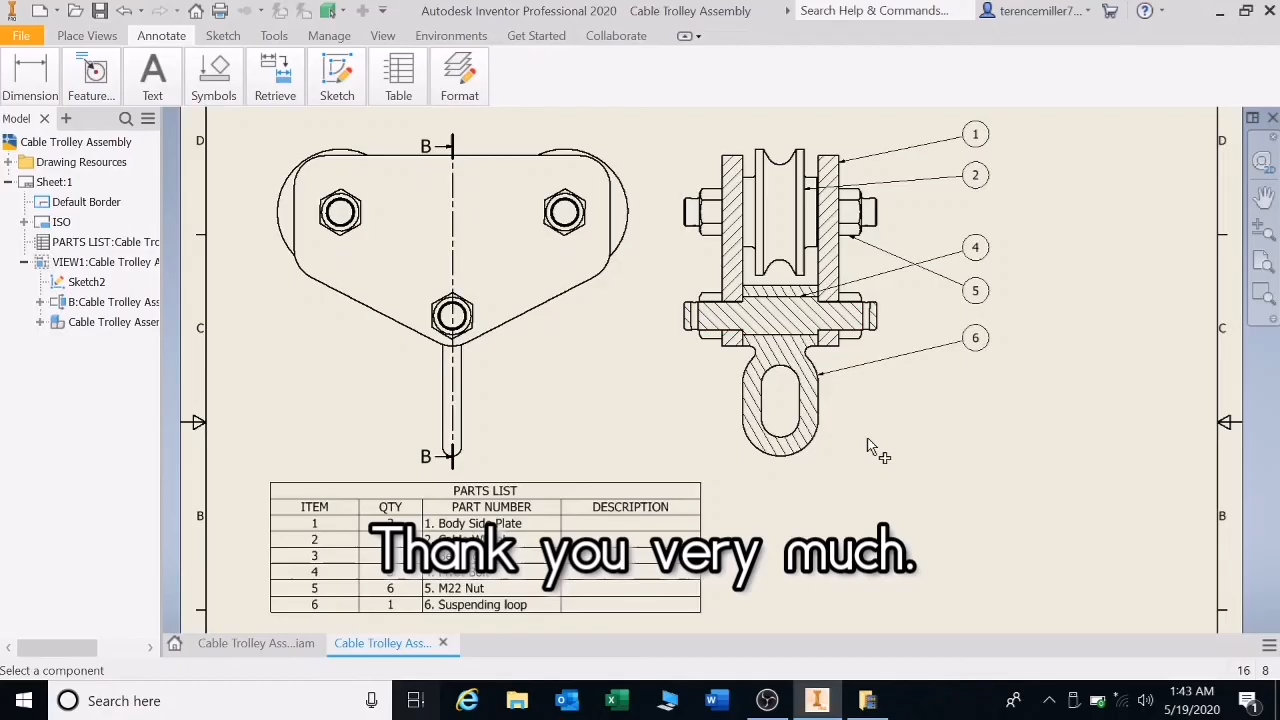 Autodesk Inventor Professional 2020 Cable Trolley Assembly
Search Help & Commands...
terencemiller7...
File Place Views Annotate Sketch Tools Manage View Environments Get Started Collaborate
Dimension Feature... Text Symbols Retrieve Sketch Table Format
Model
Cable Trolley Assembly
Drawing Resources
Sheet:1
Default Border
ISO
PARTS LIST:Cable Tro
VIEW1:Cable Trolley A
Sketch2
B:Cable Trolley Ass
Cable Trolley Asser
D
C
B
B
B
1
2
4
5
6
D
C
B
PARTS LIST
ITEM QTY PART NUMBER DESCRIPTION
1 1. Body Side Plate
2
3
4
5 6 5. M22 Nut
6 1 6. Suspending loop
Thank you very much.
Cable Trolley Ass...iam
Cable Trolley Ass...
Select a component
16 8
Search here
1:43 AM
5/19/2020
1